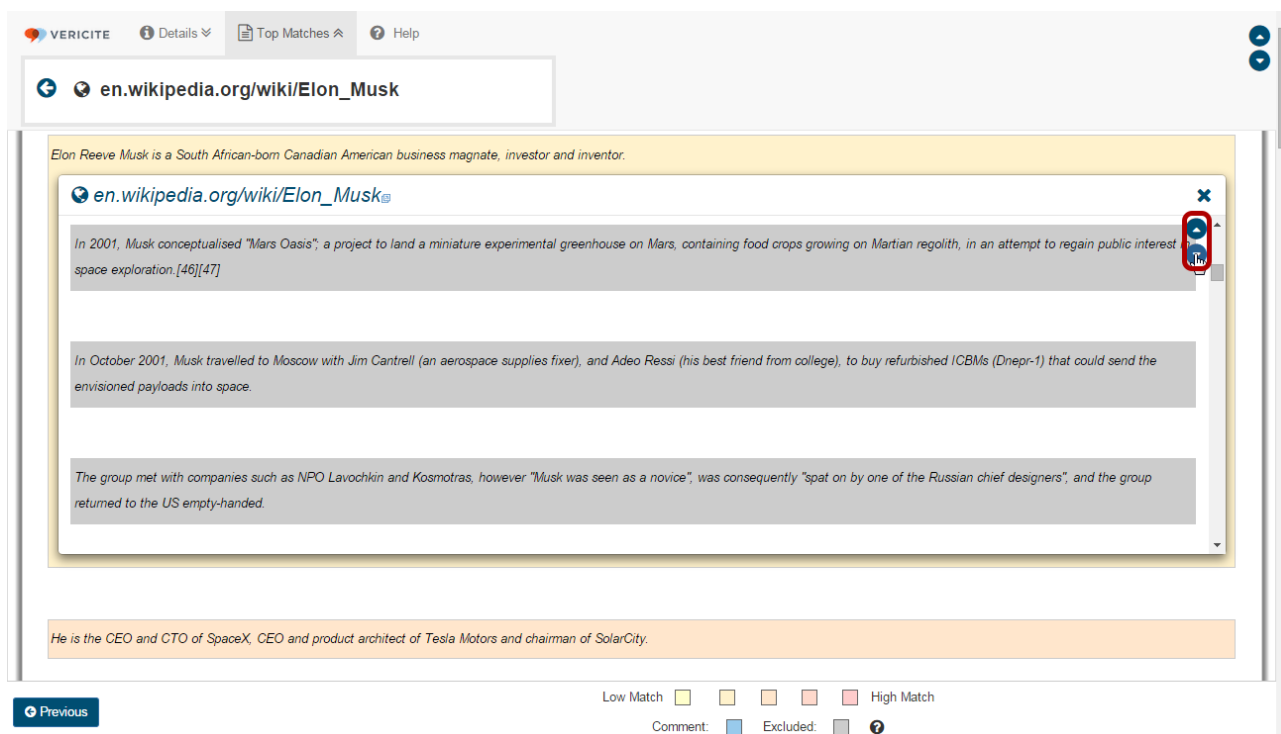 VERICITE Details Top Matches Help
en.wikipedia.org/wiki/Elon_Musk
Elon Reeve Musk is a South African-born Canadian American business magnate, investor and inventor.
en.wikipedia.org/wiki/Elon_Musk
In 2001, Musk conceptualised "Mars Oasis"; a project to land a miniature experimental greenhouse on Mars, containing food crops growing on Martian regolith, in an attempt to regain public interest in
space exploration.[46][47]
In October 2001, Musk travelled to Moscow with Jim Cantrell (an aerospace supplies fixer), and Adeo Ressi (his best friend from college), to buy refurbished ICBMs (Dnepr-1) that could send the
envisioned payloads into space.
The group met with companies such as NPO Lavochkin and Kosmotras, however "Musk was seen as a novice", was consequently "spat on by one of the Russian chief designers", and the group
returned to the US empty-handed.
He is the CEO and CTO of SpaceX, CEO and product architect of Tesla Motors and chairman of SolarCity.
Previous
Low Match High Match
Comment: Excluded: